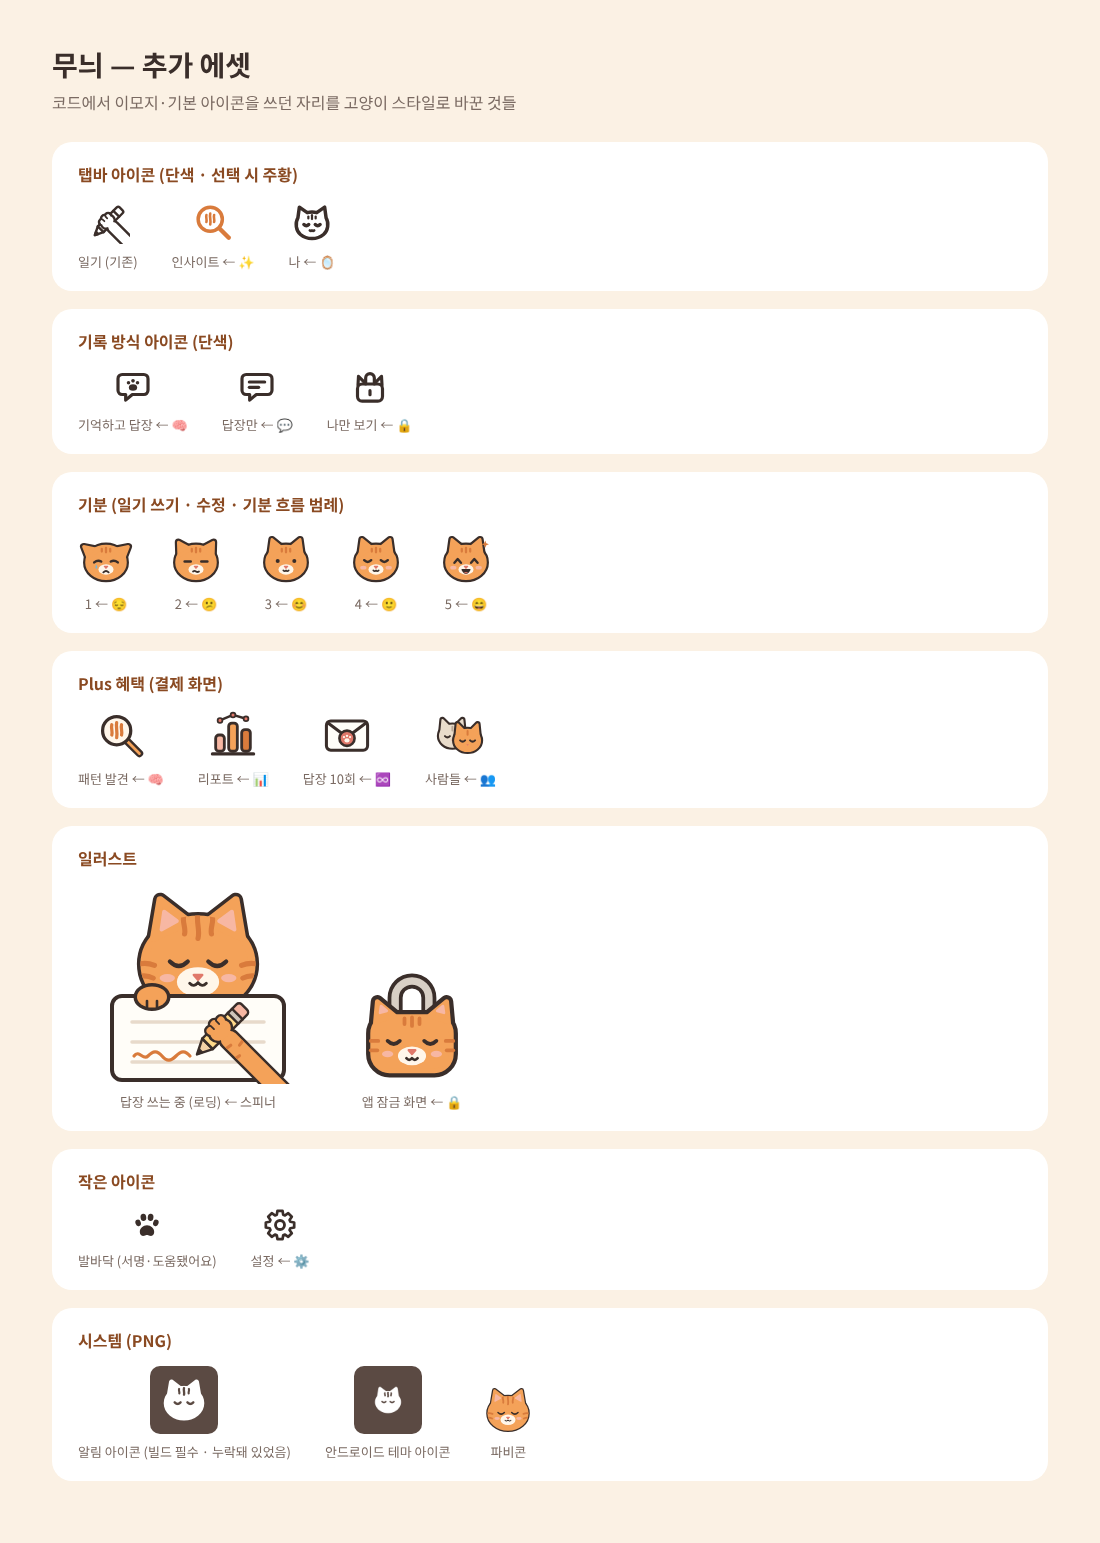 무늬 — 추가 에셋
코드에서 이모지·기본 아이콘을 쓰던 자리를 고양이 스타일로 바꾼 것들
탭바 아이콘 (단색 · 선택 시 주황)
일기 (기존) 인사이트 ← ✨ 나 ← 🪞
기록 방식 아이콘 (단색)
기억하고 답장 ← 🧠 답장만 ← 💬 나만 보기 ← 🔒
기분 (일기 쓰기 · 수정 · 기분 흐름 범례)
1 ← 😔 2 ← 😕 3 ← 😊 4 ← 🙂 5 ← 😄
Plus 혜택 (결제 화면)
패턴 발견 ← 🧠 리포트 ← 📊 답장 10회 ← ♾️ 사람들 ← 👥
일러스트
답장 쓰는 중 (로딩) ← 스피너 앱 잠금 화면 ← 🔒
작은 아이콘
발바닥 (서명·도움됐어요) 설정 ← ⚙️
시스템 (PNG)
알림 아이콘 (빌드 필수 · 누락돼 있었음) 안드로이드 테마 아이콘 파비콘